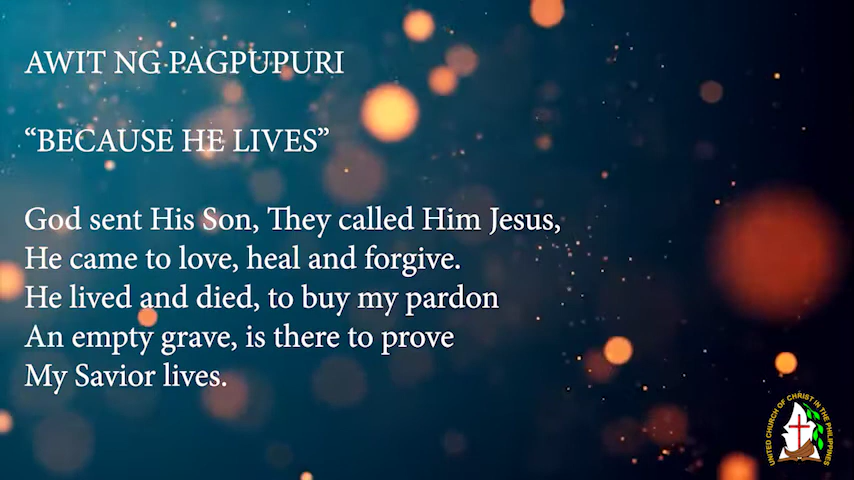 AWIT NG PAGPUPURI
“BECAUSE HE LIVES”
God sent His Son, They called Him Jesus,
He came to love, heal and forgive.
He lived and died, to buy my pardon
An empty grave, is there to prove
My Savior lives.
UNITED CHURCH OF CHRIST IN THE PHILIPPINES